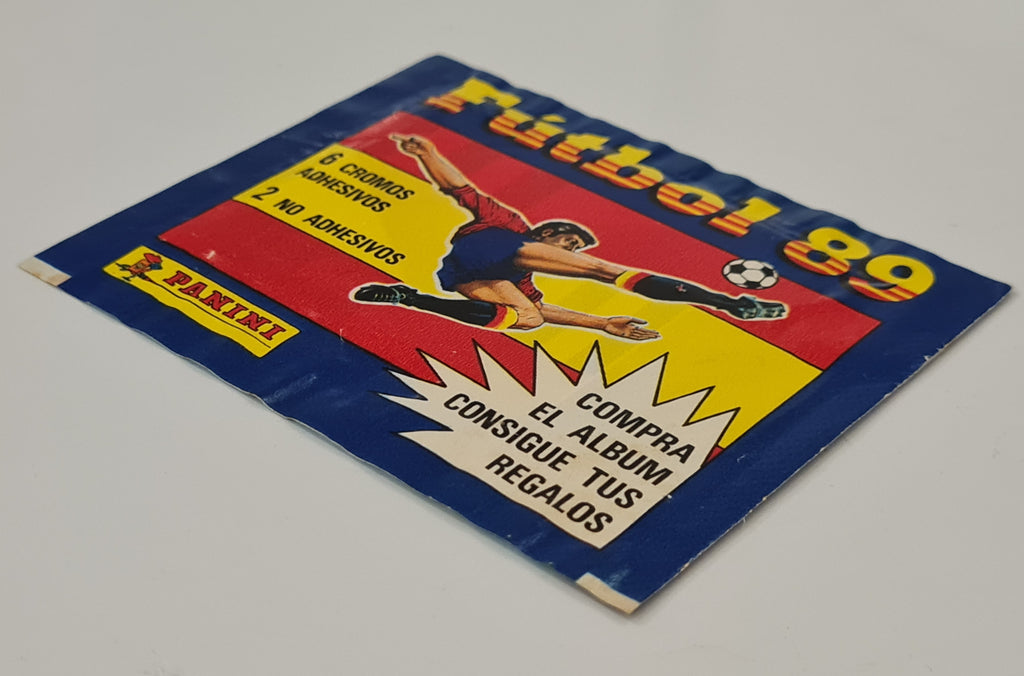 Fútbol 89
6 CROMOS
ADHESIVOS
2 NO ADHESIVOS
PANINI
COMPRA
EL ALBUM
CONSIGUE TUS
REGALOS